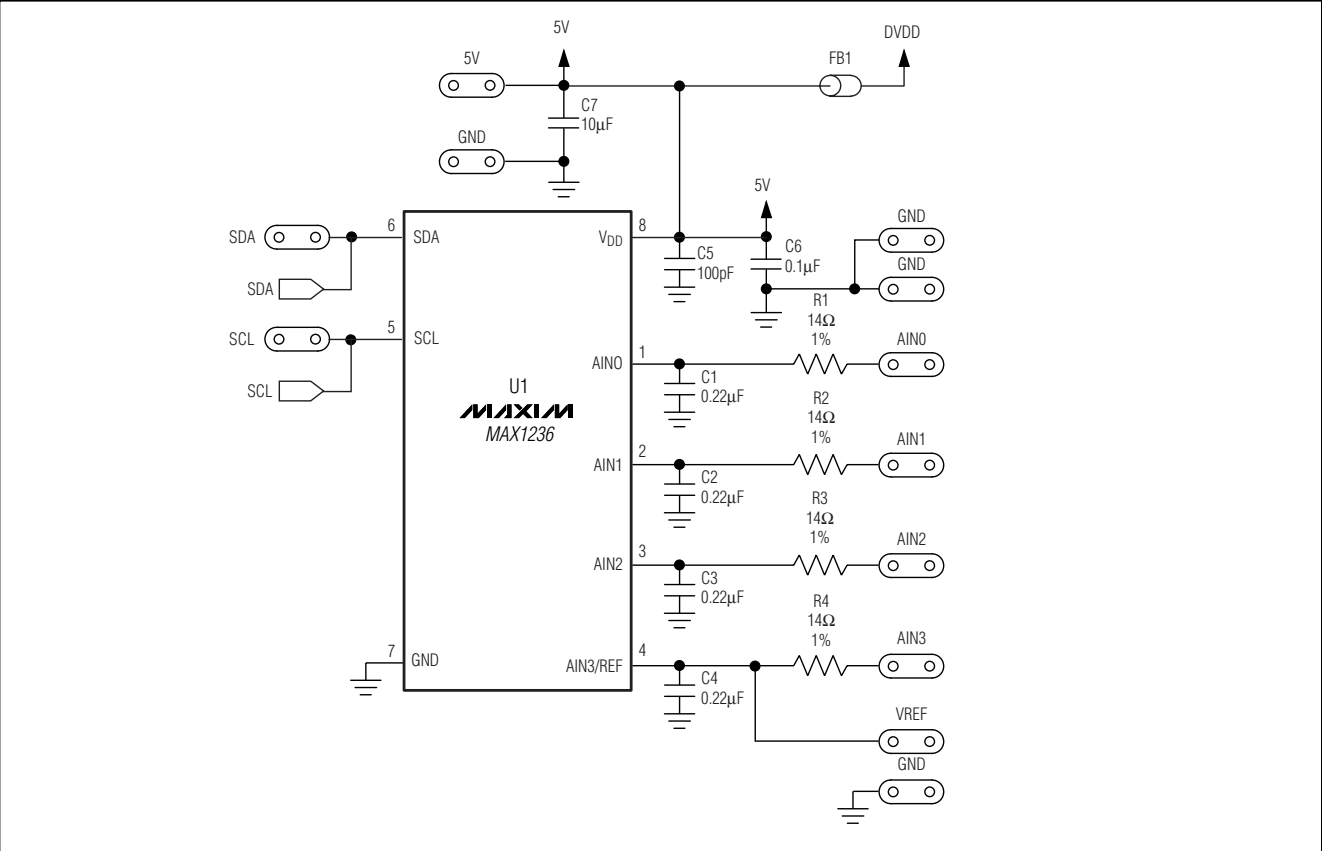 5V
DVDD
5V
FB1
C7
10µF
GND
5V
GND
6
SDA
SDA
8
VDD
C5
100pF
C6
0.1µF
GND
SDA
R1
14Ω
1%
5
SCL
SCL
AIN0
1
AIN0
C1
0.22µF
SCL
U1
MAXIM
MAX1236
R2
14Ω
1%
2
AIN1
AIN1
C2
0.22µF
R3
14Ω
1%
3
AIN2
AIN2
C3
0.22µF
R4
14Ω
1%
7
GND
4
AIN3/REF
AIN3
C4
0.22µF
VREF
GND